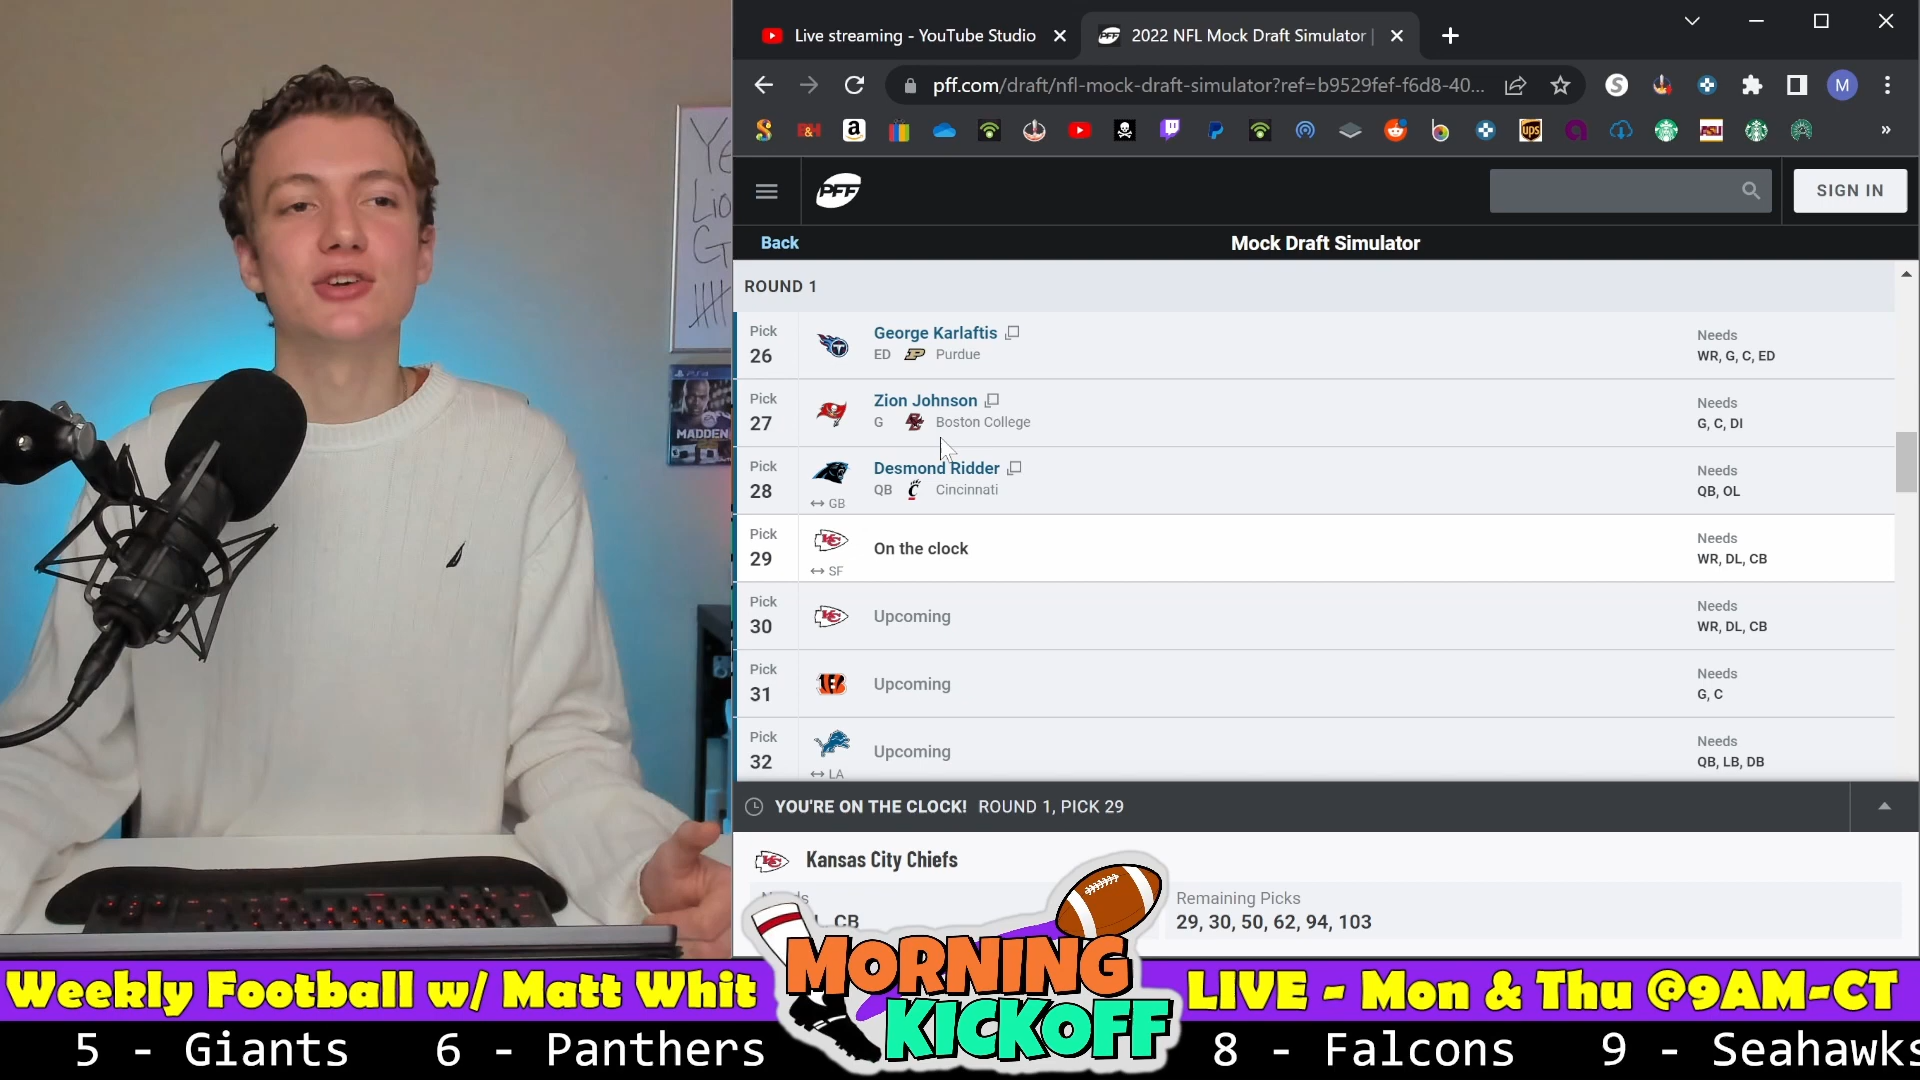 Live streaming - YouTube Studio
2022 NFL Mock Draft Simulator |
pff.com/draft/nfl-mock-draft-simulator?ref=b9529fef-f6d8-40...
M
PFF
SIGN IN
Back
Mock Draft Simulator
ROUND 1
Pick 26
George Karlaftis
ED Purdue
Needs
WR, G, C, ED
Pick 27
Zion Johnson
G Boston College
Needs
G, C, DI
Pick 28
GB
Desmond Ridder
QB Cincinnati
Needs
QB, OL
Pick 29
SF
On the clock
Needs
WR, DL, CB
Pick 30
Upcoming
Needs
WR, DL, CB
Pick 31
Upcoming
Needs
G, C
Pick 32
LA
Upcoming
Needs
QB, LB, DB
YOU'RE ON THE CLOCK! ROUND 1, PICK 29
Kansas City Chiefs
CB
Remaining Picks
29, 30, 50, 62, 94, 103
MADDEN
Weekly Football w/ Matt Whit
MORNING
KICKOFF
LIVE - Mon & Thu @9AM-CT
5 - Giants 6 - Panthers 8 - Falcons 9 - Seahawks